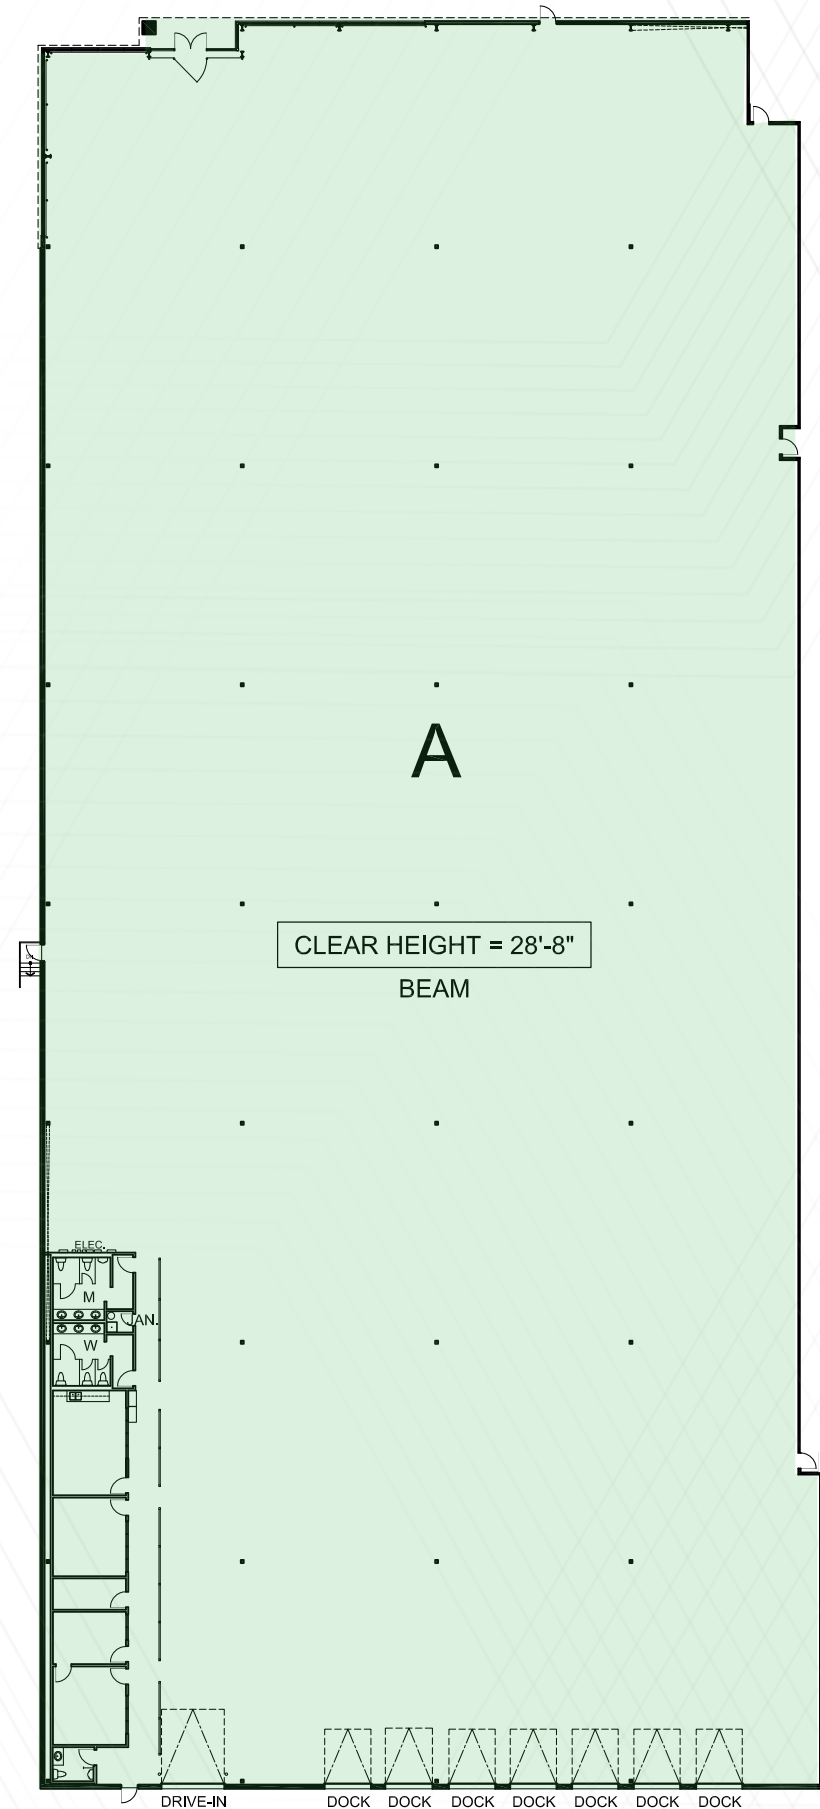 A
CLEAR HEIGHT = 28'-8"
BEAM
ELEC.
M
JAN.
W
DRIVE-IN
DOCK
DOCK
DOCK
DOCK
DOCK
DOCK
DOCK